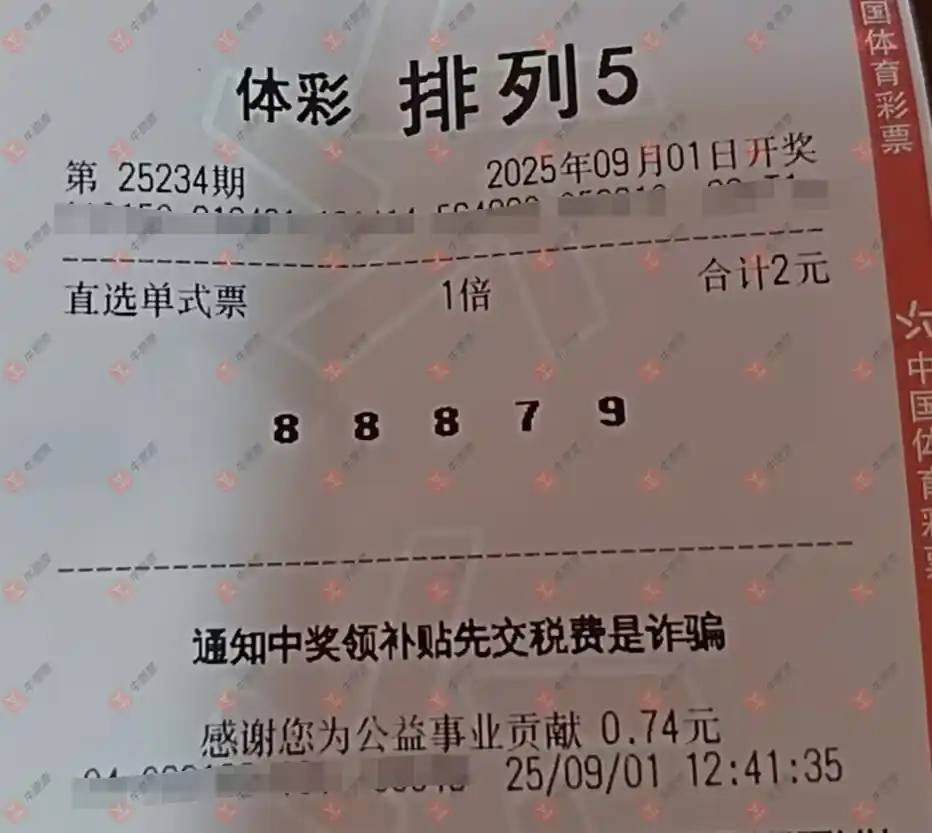 体彩 排列5
第 25234期 2025年09月01日开奖
直选单式票 1倍 合计2元
8 8 8 7 9
通知中奖领补贴先交税费是诈骗
感谢您为公益事业贡献 0.74元
25/09/01 12:41:35
国体育彩票
中国体育彩票